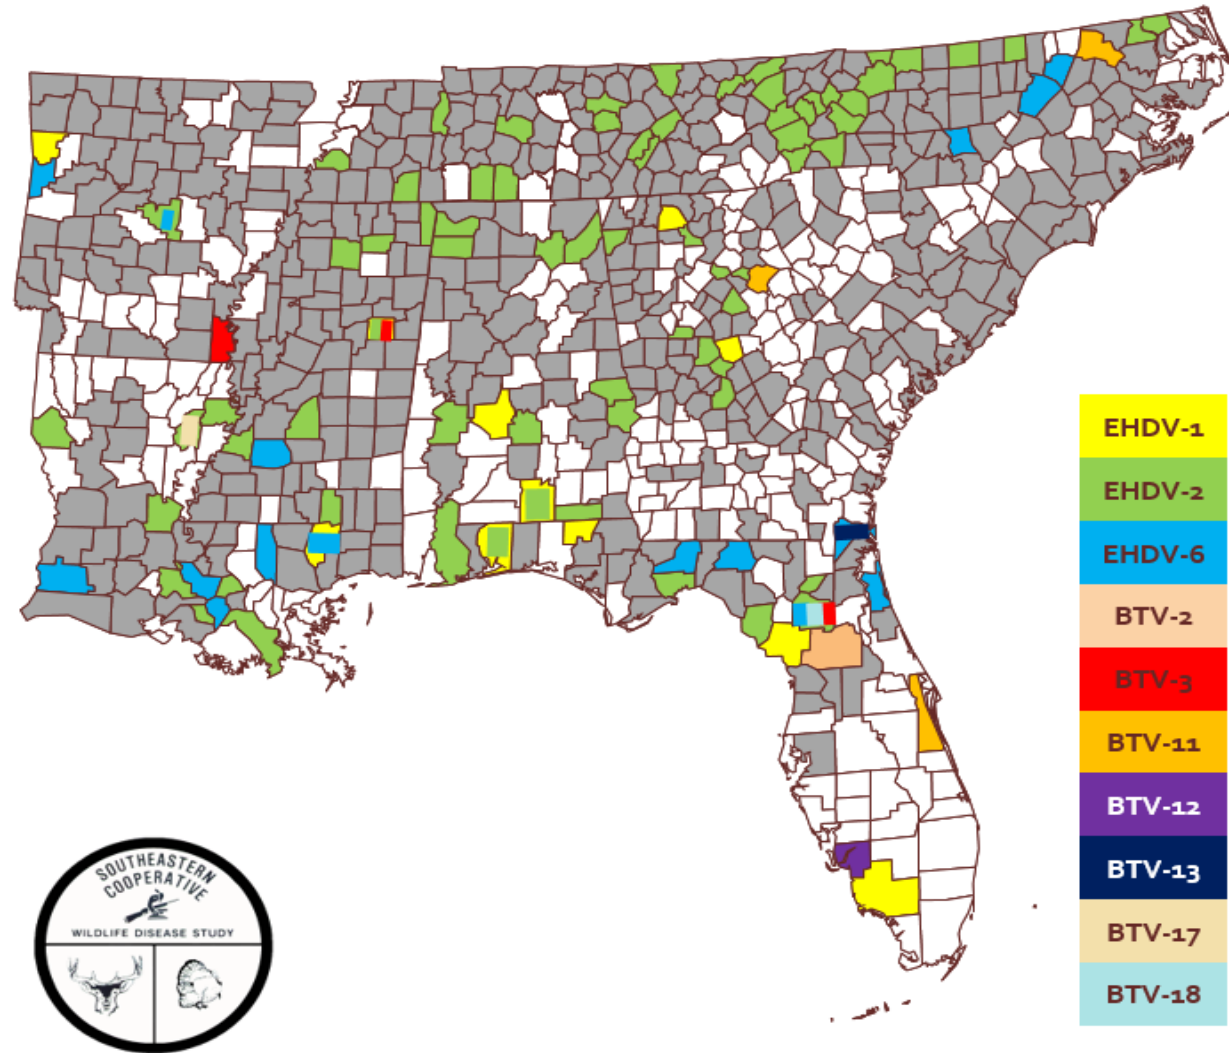 EHDV-1
EHDV-2
EHDV-6
BTV-2
BTV-3
BTV-11
BTV-12
BTV-13
BTV-17
BTV-18
SOUTHEASTERN
COOPERATIVE
WILDLIFE DISEASE STUDY